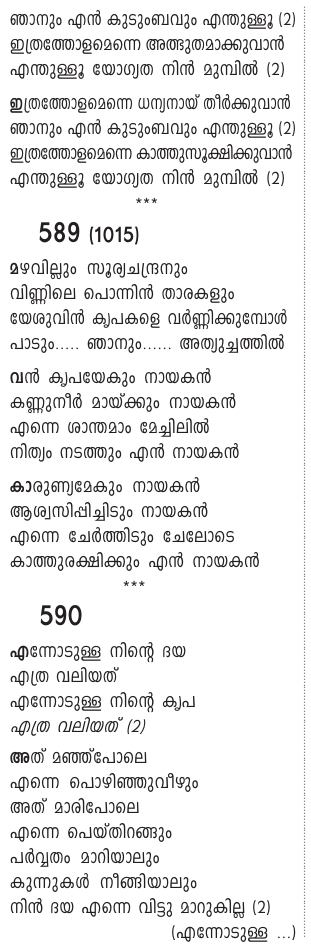 ഞാനും എൻ കുടുംബവും എന്തുള്ളൂ (2)
ഇത്രത്തോളമെന്നെ അത്ഭുതമാക്കുവാൻ
എന്തുള്ളൂ യോഗ്യത നിൻ മുമ്പിൽ (2)
ഇത്രത്തോളമെന്നെ ധന്യനായ് തീർക്കുവാൻ
ഞാനും എൻ കുടുംബവും എന്തുള്ളൂ (2)
ഇത്രത്തോളമെന്നെ കാത്തുസൂക്ഷിക്കുവാൻ
എന്തുള്ളൂ യോഗ്യത നിൻ മുമ്പിൽ (2)
***
589 (1015)
മഴവില്ലും സൂര്യചന്ദ്രനും
വിണ്ണിലെ പൊന്നിൻ താരകളും
യേശുവിൻ കൃപകളെ വർണ്ണിക്കുമ്പോൾ
പാടും..... ഞാനും...... അത്യുച്ചത്തിൽ
വൻ കൃപയേകും നായകൻ
കണ്ണുനീർ മായ്ക്കും നായകൻ
എന്നെ ശാന്തമാം മേച്ചിലിൽ
നിത്യം നടത്തും എൻ നായകൻ
കാരുണ്യമേകും നായകൻ
ആശ്വസിപ്പിച്ചിടും നായകൻ
എന്നെ ചേർത്തിടും ചേലോടെ
കാത്തുരക്ഷിക്കും എൻ നായകൻ
***
590
എന്നോടുള്ള നിന്റെ ദയ
എത്ര വലിയത്
എന്നോടുള്ള നിന്റെ കൃപ
എത്ര വലിയത് (2)
അത് മഞ്ഞ്പോലെ
എന്നെ പൊഴിഞ്ഞുവീഴും
അത് മാരിപോലെ
എന്നെ പെയ്തിറങ്ങും
പർവ്വതം മാറിയാലും
കുന്നുകൾ നീങ്ങിയാലും
നിൻ ദയ എന്നെ വിട്ടു മാറുകില്ല (2)
(എന്നോടുള്ള ...)